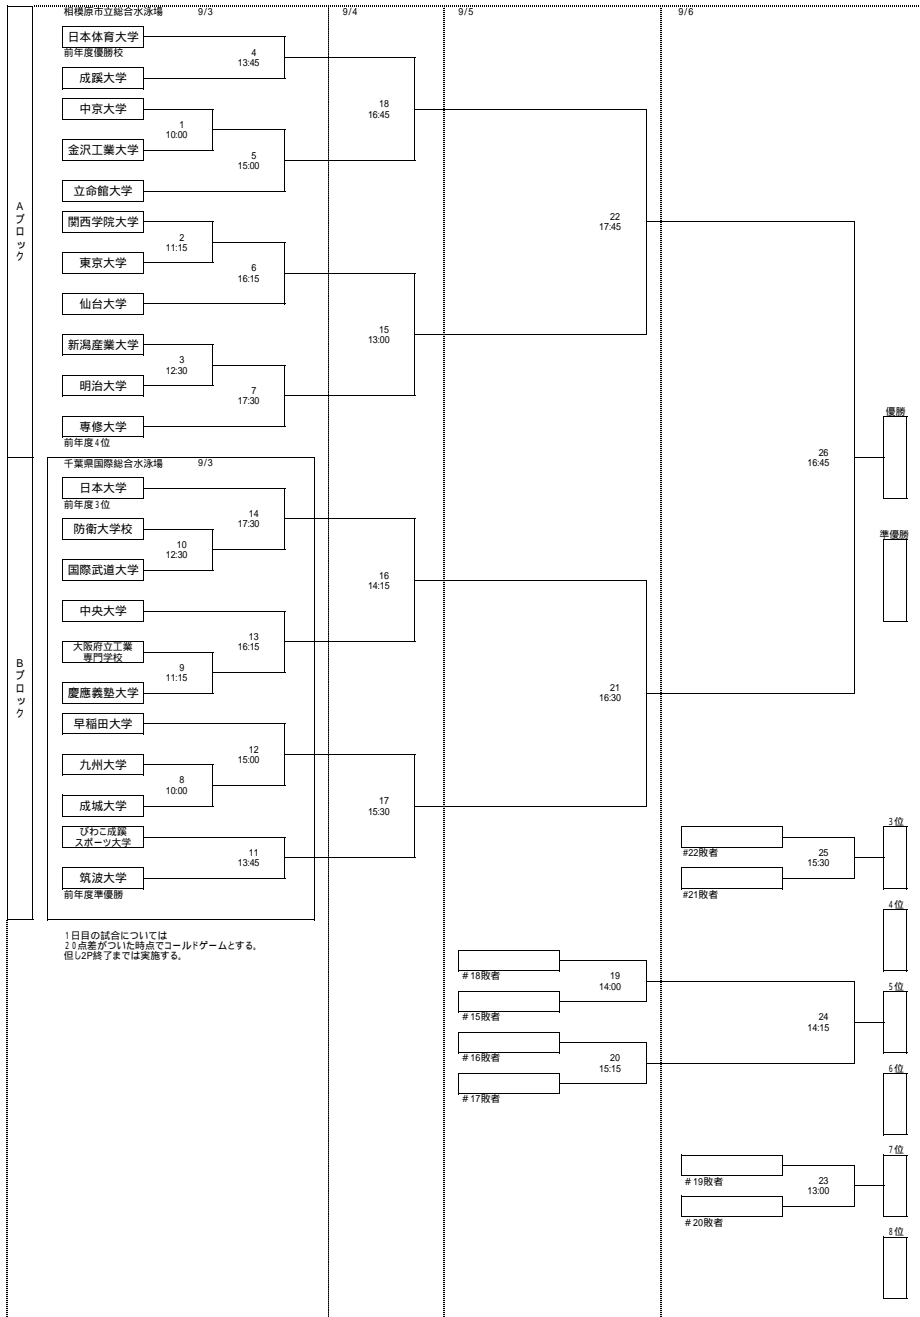 相模原市立総合水泳場 9/3 9/4 9/5 9/6
Aブロック
日本体育大学
前年度優勝校
4
13:45
成蹊大学
18
16:45
中京大学
1
10:00
金沢工業大学
5
15:00
立命館大学
22
17:45
関西学院大学
2
11:15
東京大学
6
16:15
仙台大学
15
13:00
新潟産業大学
3
12:30
明治大学
7
17:30
専修大学
前年度4位
26
16:45
優勝
準優勝
Bブロック
千葉県国際総合水泳場 9/3
日本大学
前年度3位
14
17:30
防衛大学校
10
12:30
国際武道大学
16
14:15
中央大学
13
16:15
大阪府立工業
専門学校
9
11:15
慶應義塾大学
21
16:30
早稲田大学
12
15:00
九州大学
8
10:00
成城大学
17
15:30
びわこ成蹊
スポーツ大学
11
13:45
筑波大学
前年度準優勝
#22敗者
25
15:30
#21敗者
3位
4位
1日目の試合については
20点差がついた時点でコールドゲームとする。
但し2P終了までは実施する。
#18敗者
19
14:00
#15敗者
#16敗者
20
15:15
#17敗者
24
14:15
5位
6位
#19敗者
23
13:00
#20敗者
7位
8位